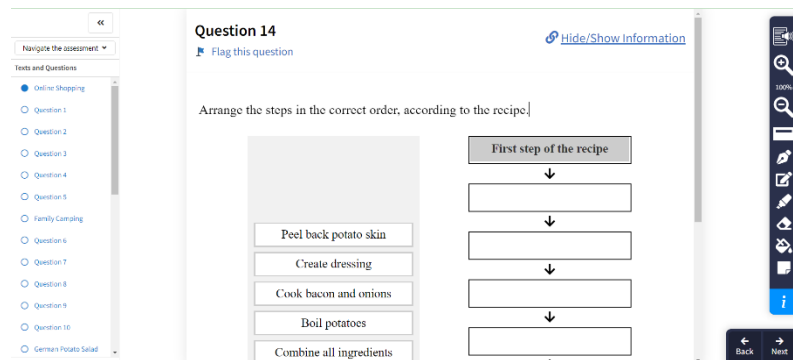 «
Navigate the assessment
Texts and Questions
Online Shopping
Question 1
Question 2
Question 3
Question 4
Question 5
Family Camping
Question 6
Question 7
Question 8
Question 9
Question 10
German Potato Salad
Question 14
Flag this question
Hide/Show Information
Arrange the steps in the correct order, according to the recipe.
Peel back potato skin
Create dressing
Cook bacon and onions
Boil potatoes
Combine all ingredients
First step of the recipe
100%
i
Back Next